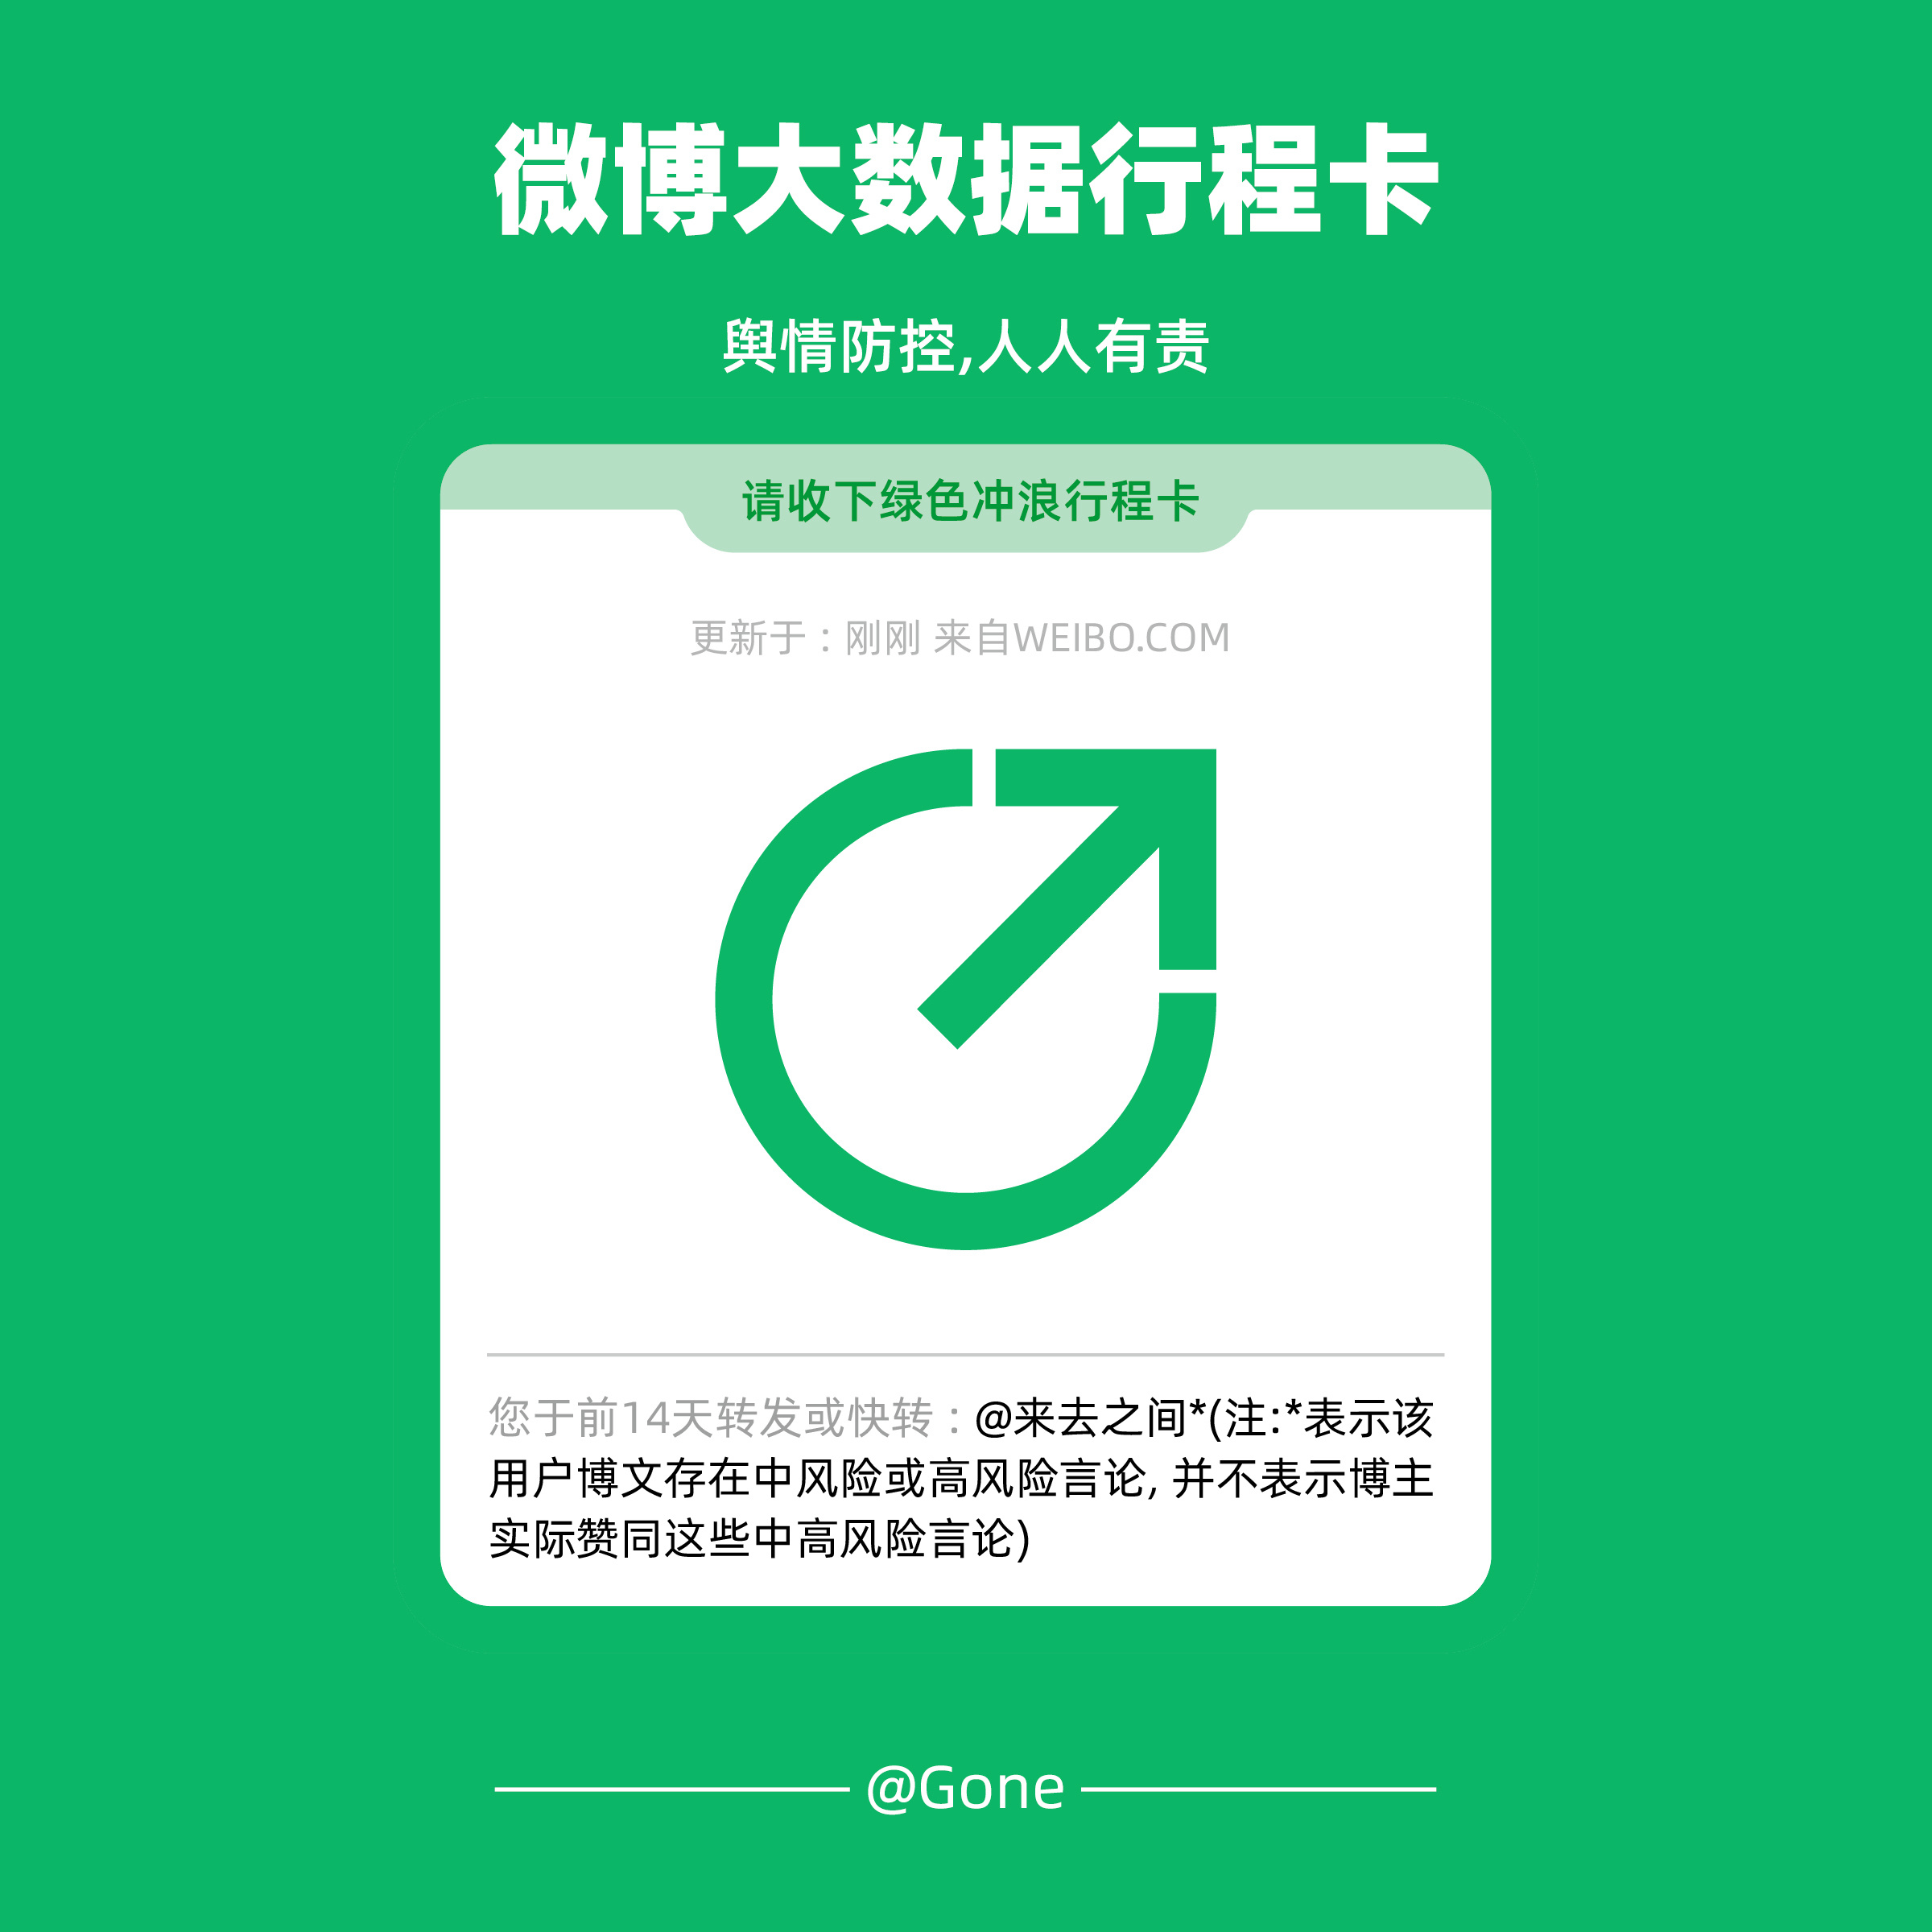 微博大数据行程卡
舆情防控,人人有责
请收下绿色冲浪行程卡
更新于：刚刚 来自WEIBO.COM
您于前14天转发或快转：@来去之间*(注:*表示该
用户博文存在中风险或高风险言论, 并不表示博主
实际赞同这些中高风险言论)
@Gone